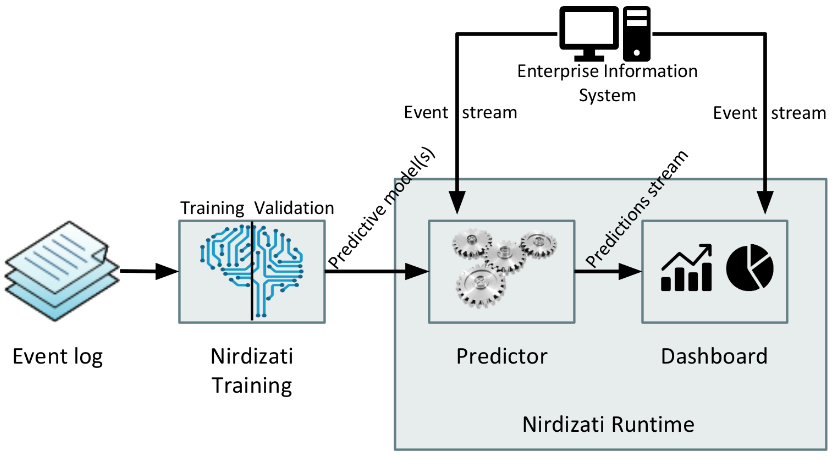 Enterprise Information
System
Event stream
Event stream
Predictive model(s)
Predictions stream
Training Validation
Event log
Nirdizati
Training
Predictor
Dashboard
Nirdizati Runtime